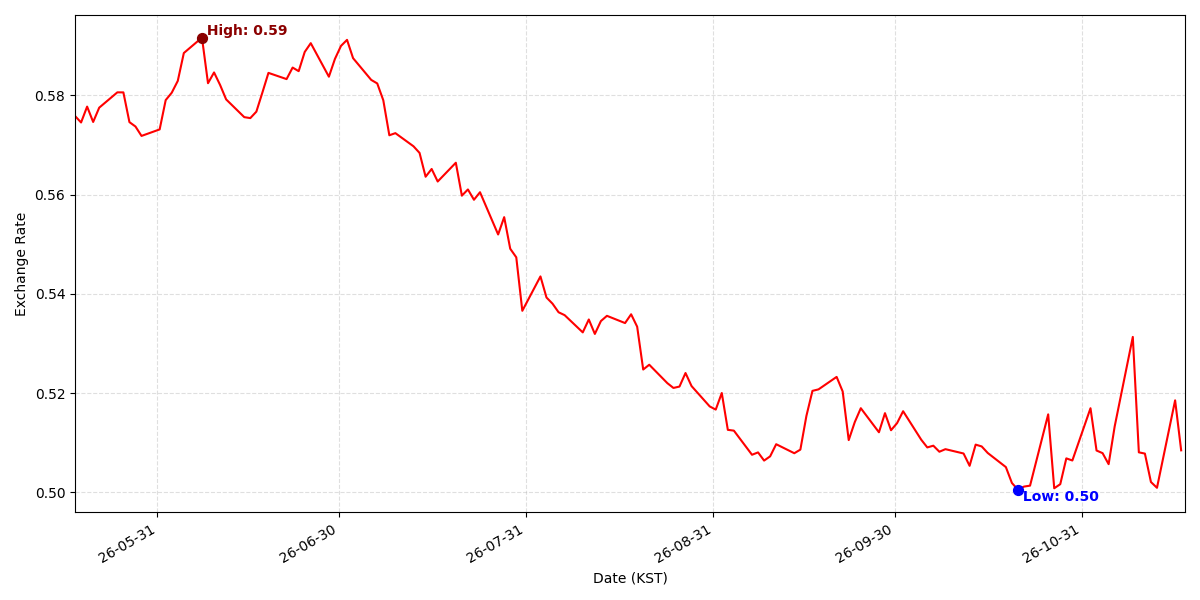 High: 0.59
0.58
0.56
0.54
0.52
0.50
Exchange Rate
Low: 0.50
26-05-31
26-06-30
26-07-31
26-08-31
26-09-30
26-10-31
Date (KST)